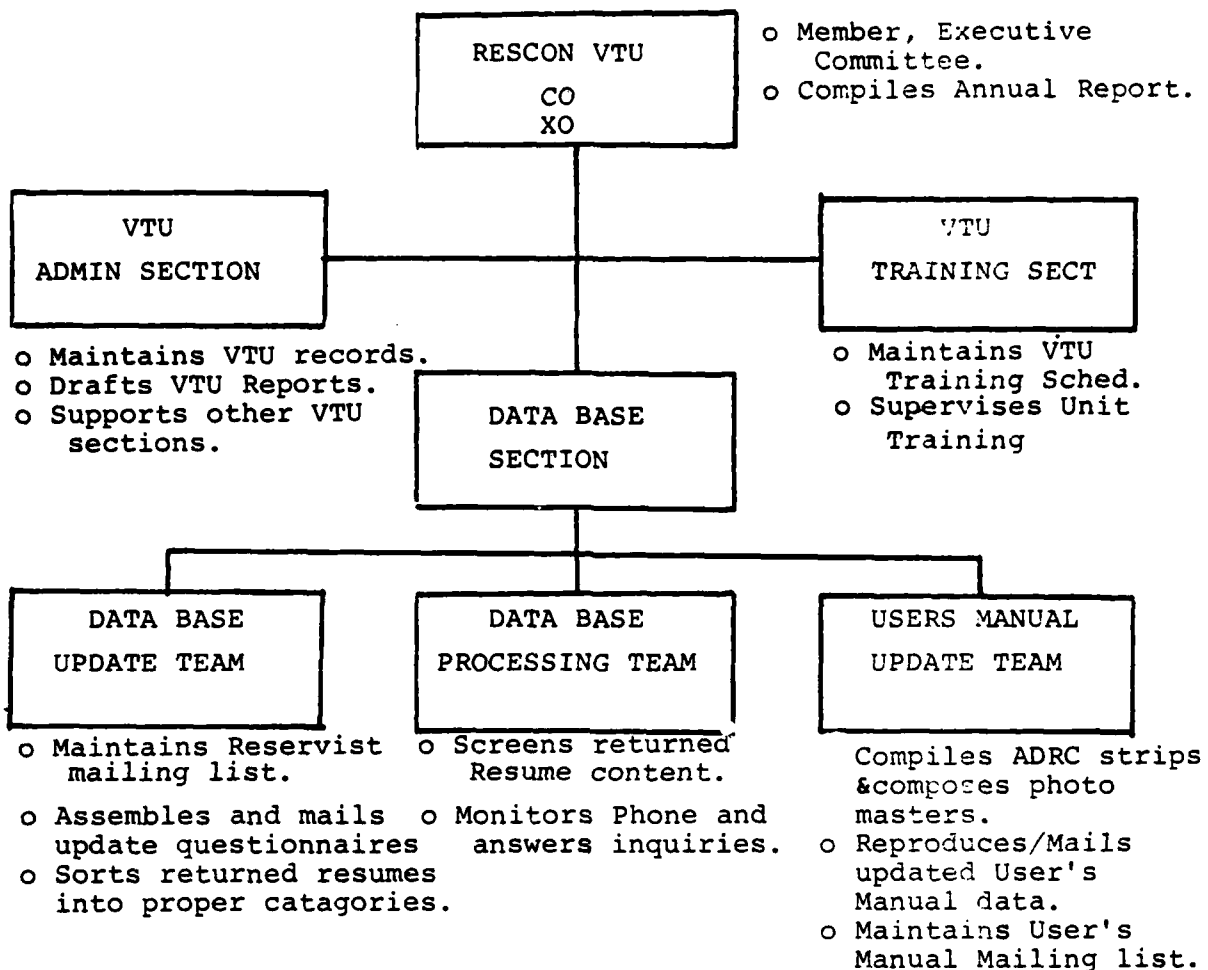 RESCON VTU
CO
XO
o Member, Executive
Committee.
o Compiles Annual Report.
VTU
ADMIN SECTION
o Maintains VTU records.
o Drafts VTU Reports.
o Supports other VTU
sections.
VTU
TRAINING SECT
o Maintains VTU
Training Sched.
o Supervises Unit
Training
DATA BASE
SECTION
DATA BASE
UPDATE TEAM
o Maintains Reservist
mailing list.
o Assembles and mails
update questionnaires
o Sorts returned resumes
into proper catagories.
DATA BASE
PROCESSING TEAM
o Screens returned
Resume content.
o Monitors Phone and
answers inquiries.
USERS MANUAL
UPDATE TEAM
Compiles ADRC strips
&composes photo
masters.
o Reproduces/Mails
updated User's
Manual data.
o Maintains User's
Manual Mailing list.